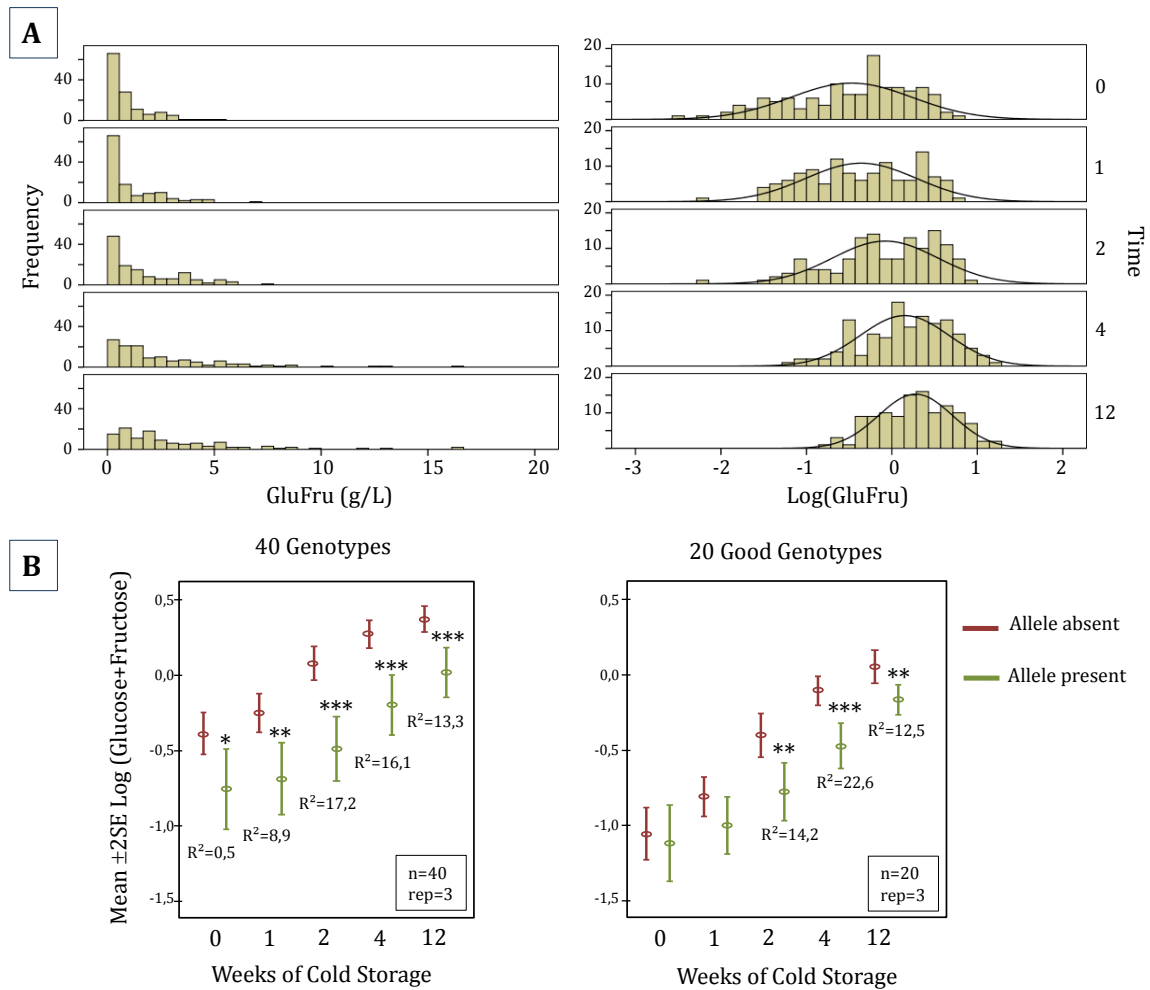 A
Frequency
40
0
40
0
40
0
40
0
40
0
0 5 10 15 20
GluFru (g/L)
20
10
20
10
20
10
20
10
20
10
-3 -1 0 1 2
Log(GluFru)
0
1
2
4
12
Time
B
40 Genotypes
Mean ±2SE Log (Glucose+Fructose)
0,5
0,0
-0,5
-1,0
-1,5
*
**
***
***
***
R²=0,5
R²=8,9
R²=17,2
R²=16,1
R²=13,3
n=40
rep=3
0 1 2 4 12
Weeks of Cold Storage
20 Good Genotypes
0,5
0,0
-0,5
-1,0
-1,5
**
***
**
R²=14,2
R²=22,6
R²=12,5
n=20
rep=3
0 1 2 4 12
Weeks of Cold Storage
Allele absent
Allele present